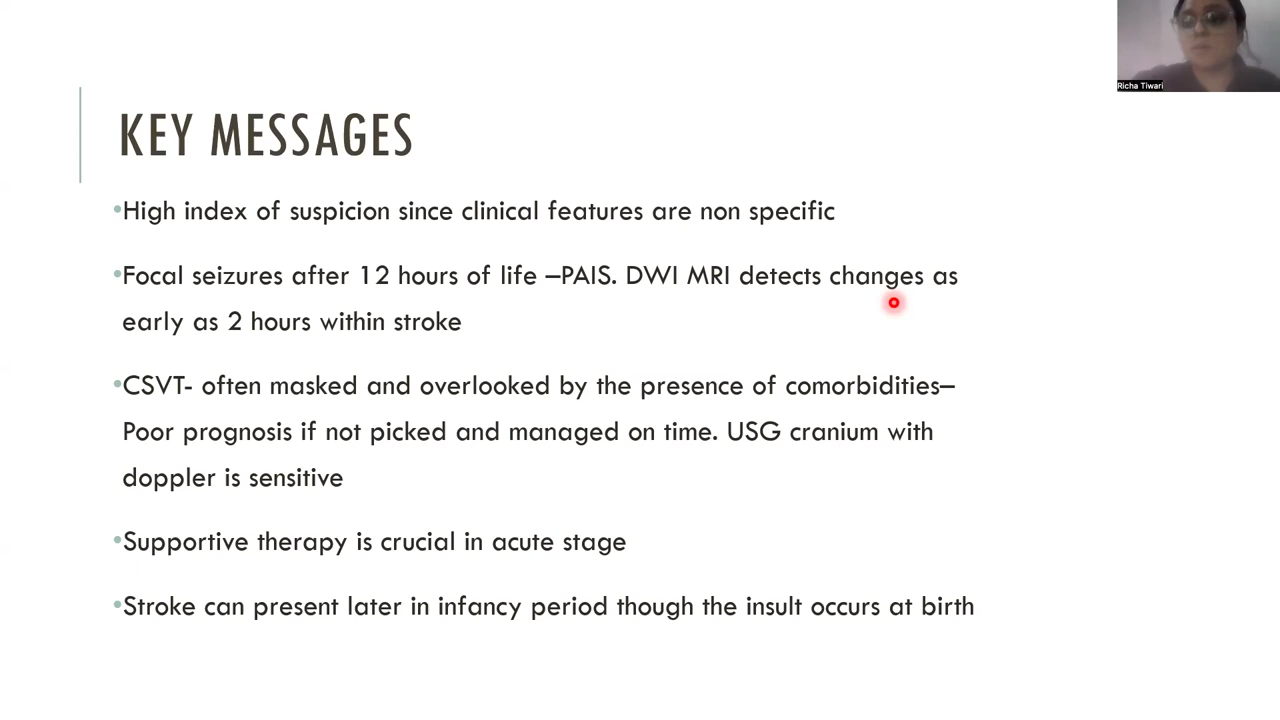 Richa Tiwari
KEY MESSAGES
•High index of suspicion since clinical features are non specific
•Focal seizures after 12 hours of life –PAIS. DWI MRI detects changes as
early as 2 hours within stroke
•CSVT- often masked and overlooked by the presence of comorbidities–
Poor prognosis if not picked and managed on time. USG cranium with
doppler is sensitive
•Supportive therapy is crucial in acute stage
•Stroke can present later in infancy period though the insult occurs at birth